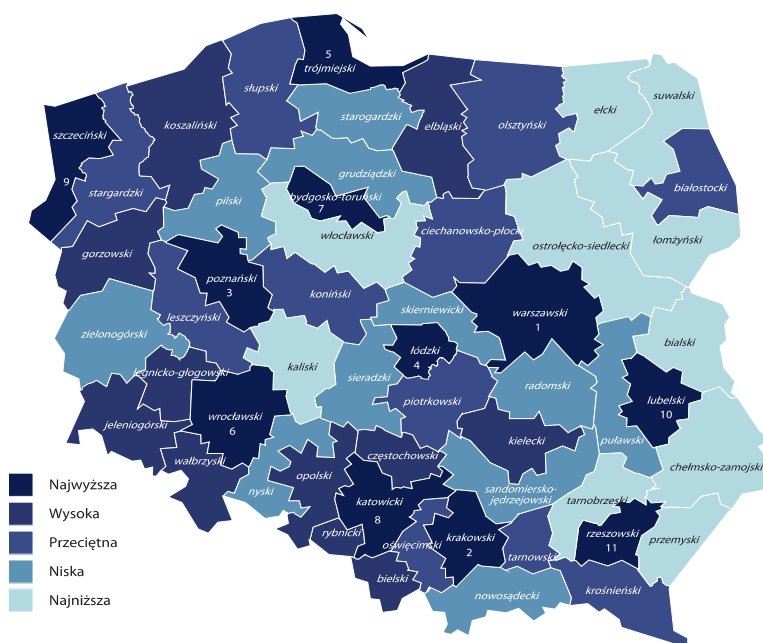 5
trójmiejski
słupski
suwalski
ełcki
koszaliński
starogardzki
elbląski
olsztyński
szczeciński
grudziądzki
9
stargardzki
pilski
bydgosko-toruński
7
białostocki
włocławski
ciechanowsko-płocki
ostrołęcko-siedlecki
łomżyński
gorzowski
poznański
3
koniński
leszczyński
skierniewicki
warszawski
1
zielonogórski
łódzki
4
bialski
kaliski
legnicko-głogowski
sieradzki
radomski
piotrkowski
lubelski
10
wrocławski
6
jeleniogórski
kielecki
puławski
wałbrzyski
częstochowski
chełmsko-zamojski
opolski
nyski
katowicki
8
sandomiersko-
jędrzejowski
tarnobrzeski
rybnicki
oświęcimski
krakowski
2
tarnowski
rzeszowski
11
przemyski
bielski
nowosądecki
krośnieński
Najwyższa
Wysoka
Przeciętna
Niska
Najniższa